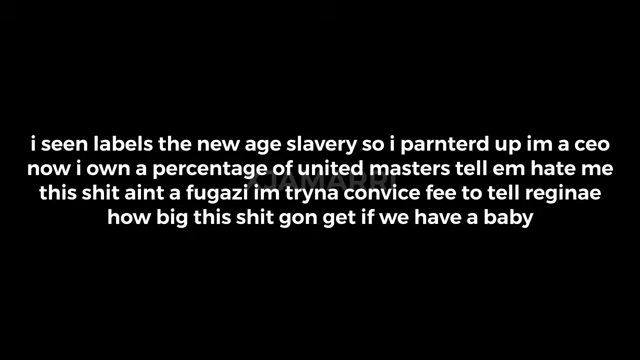 i seen labels the new age slavery so i parnterd up im a ceo
now i own a percentage of united masters tell em hate me
this shit aint a fugazi im tryna convice fee to tell reginae
how big this shit gon get if we have a baby